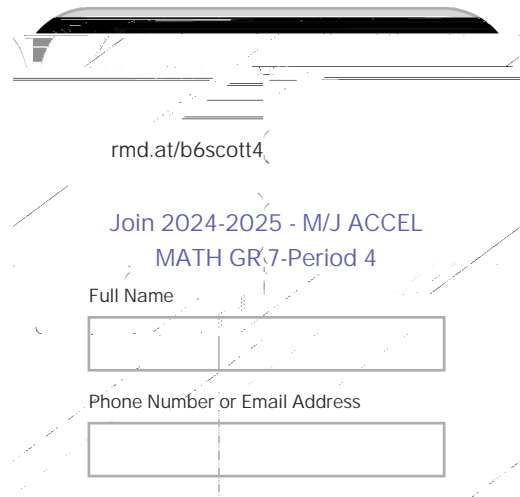 rmd.at/b6scott4
Join 2024-2025 - M/J ACCEL
MATH GR 7-Period 4
Full Name
Phone Number or Email Address